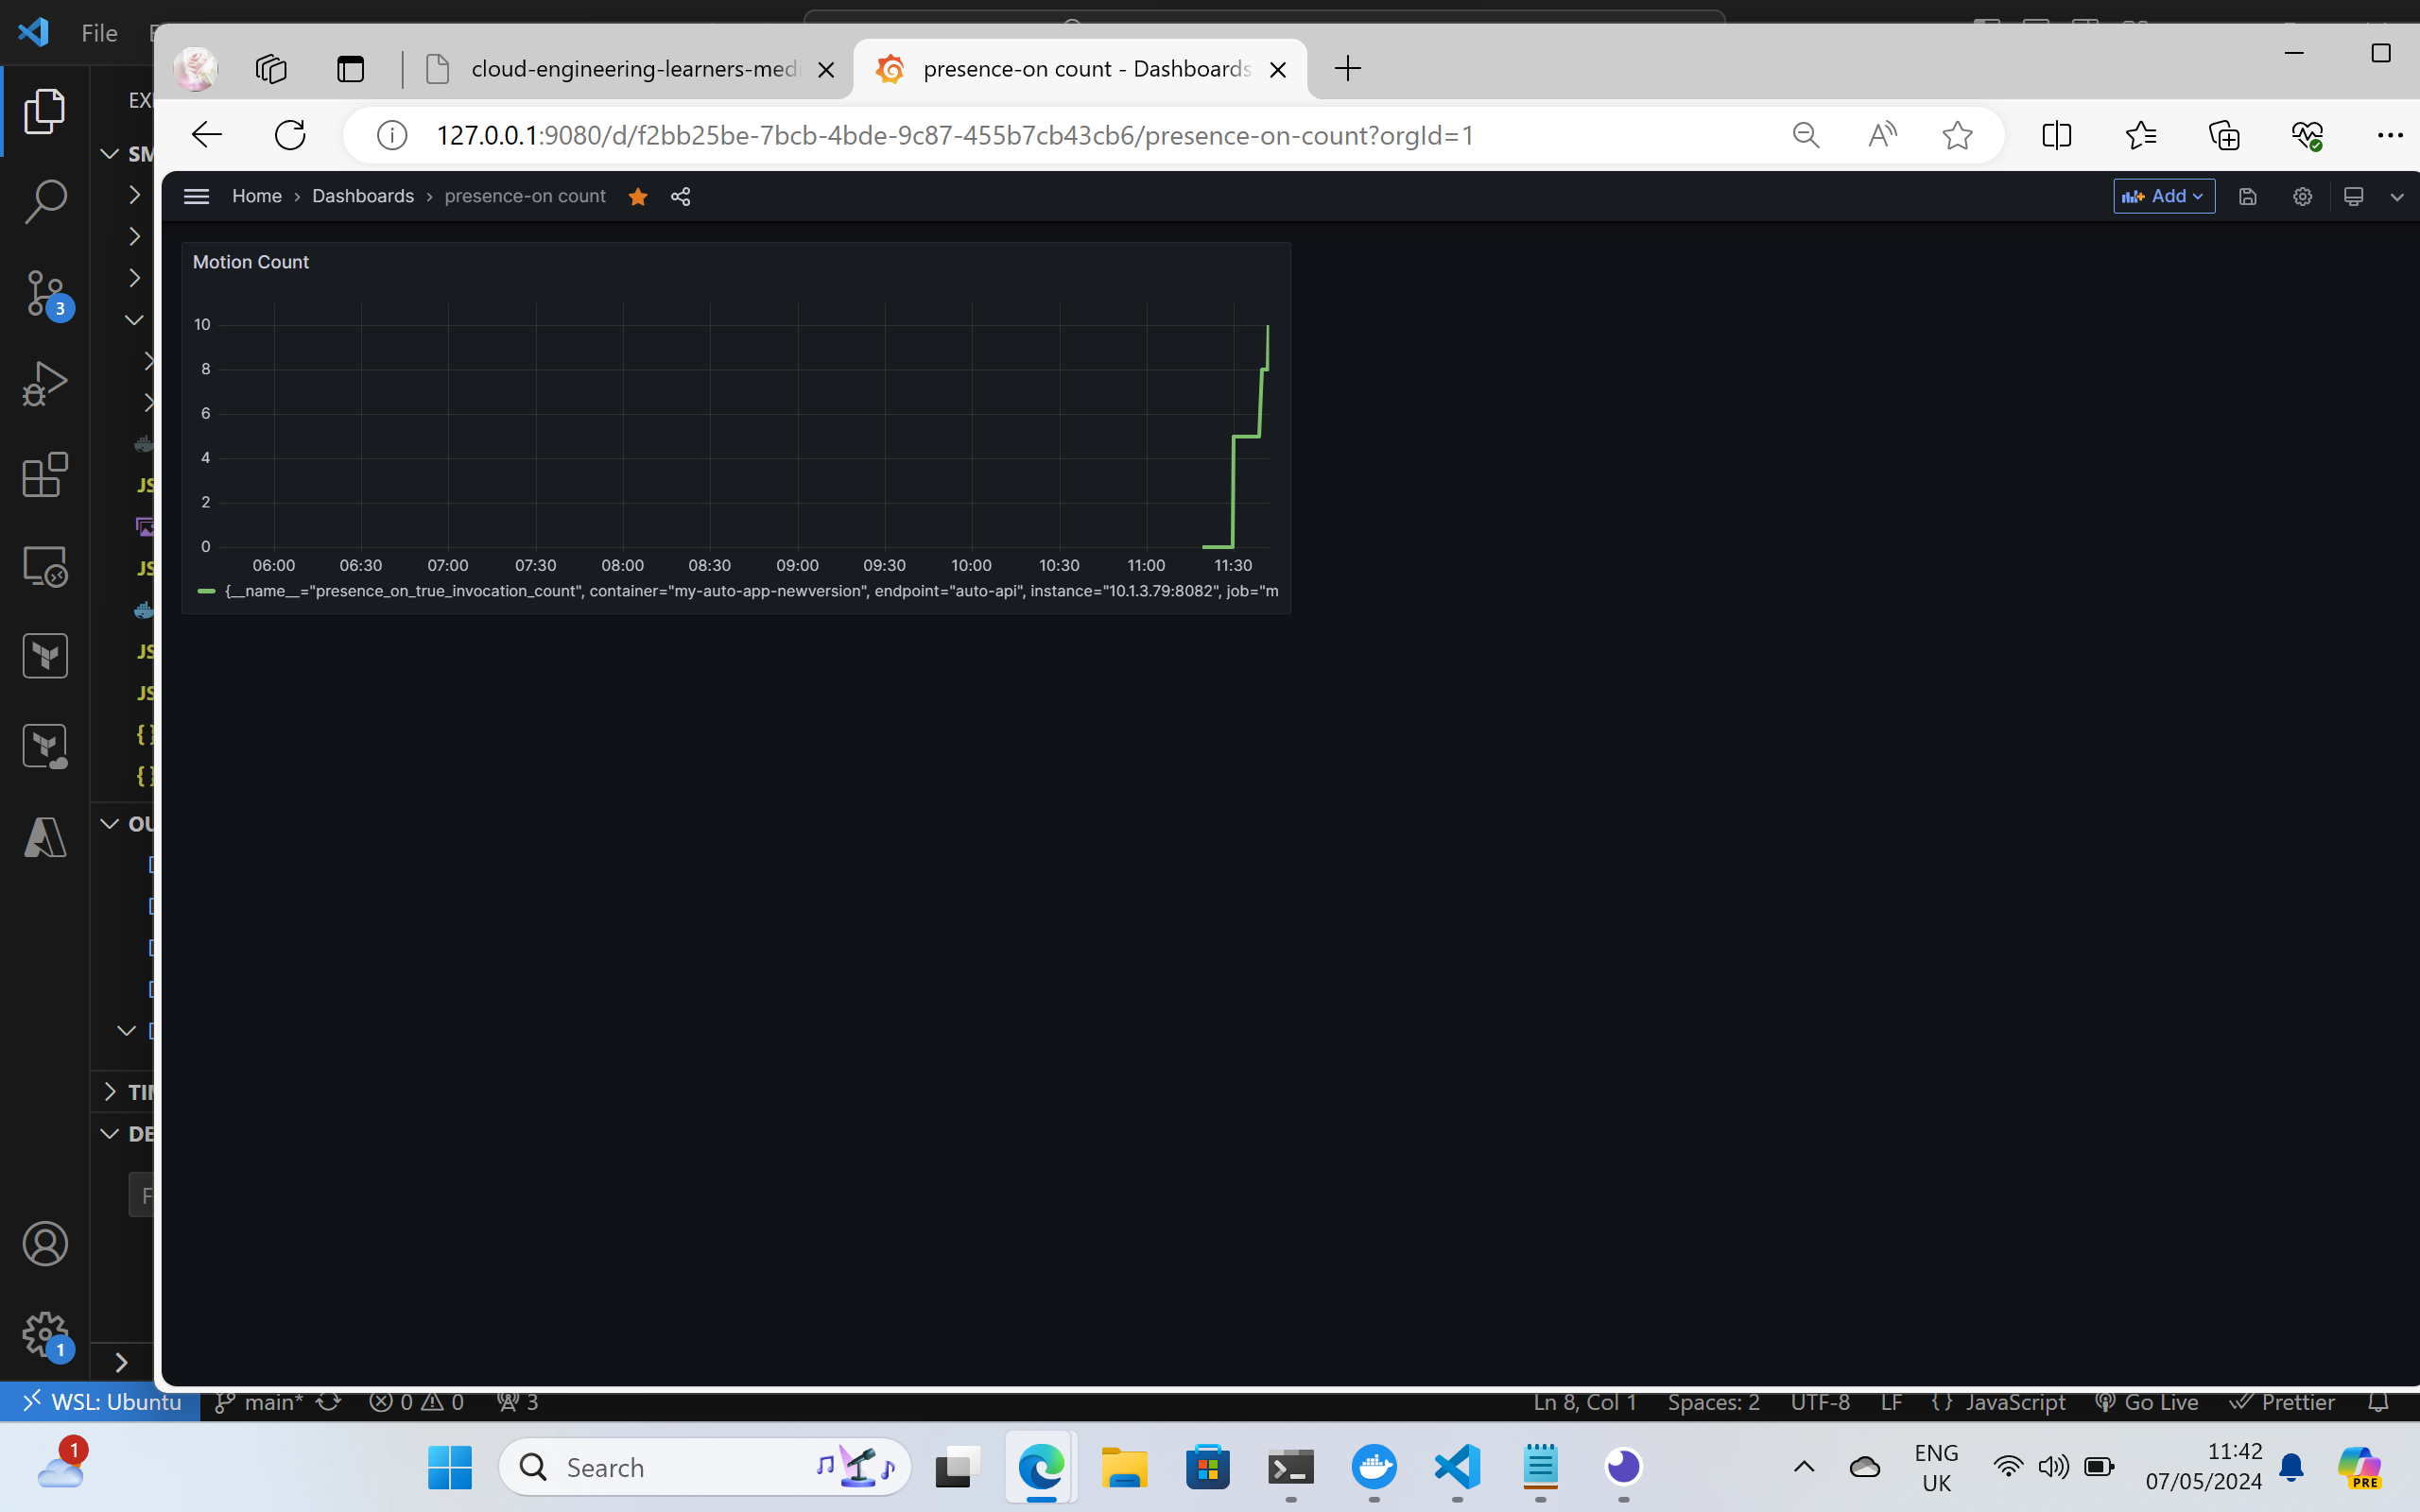 File
cloud-engineering-learners-medi
presence-on count - Dashboards
127.0.0.1:9080/d/f2bb25be-7bcb-4bde-9c87-455b7cb43cb6/presence-on-count?orgId=1
Home › Dashboards › presence-on count
Add
Motion Count
10
8
6
4
2
0
06:00 06:30 07:00 07:30 08:00 08:30 09:00 09:30 10:00 10:30 11:00 11:30
{__name__="presence_on_true_invocation_count", container="my-auto-app-newversion", endpoint="auto-api", instance="10.1.3.79:8082", job="m
EX
SM
3
JS
JS
JS
JS
{ }
{ }
OU
TIM
DE
F
1
WSL: Ubuntu main* 0 0 3 Ln 8, Col 1 Spaces: 2 UTF-8 LF {} JavaScript Go Live Prettier
1
Search
ENG
UK
11:42
07/05/2024
PRE